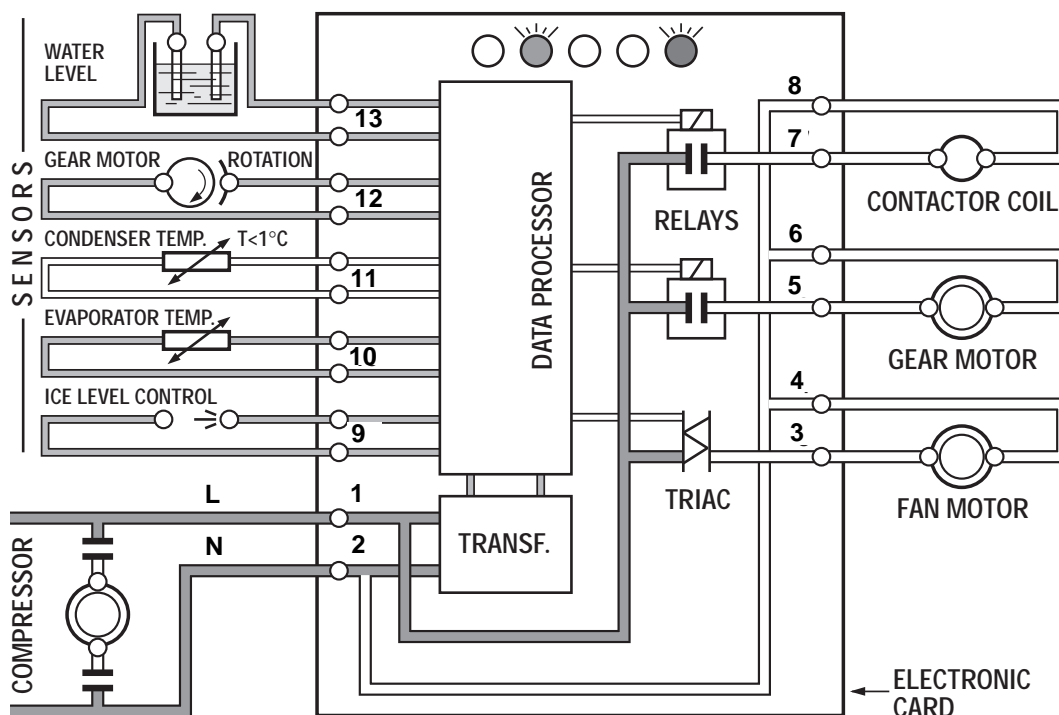 SENSORS
WATER
LEVEL
13
GEAR MOTOR ROTATION
12
CONDENSER TEMP. T<1°C
11
EVAPORATOR TEMP.
10
ICE LEVEL CONTROL
9
L
1
N
2
COMPRESSOR
DATA PROCESSOR
TRANSF.
RELAYS
TRIAC
8
7
CONTACTOR COIL
6
5
GEAR MOTOR
4
3
FAN MOTOR
ELECTRONIC
CARD